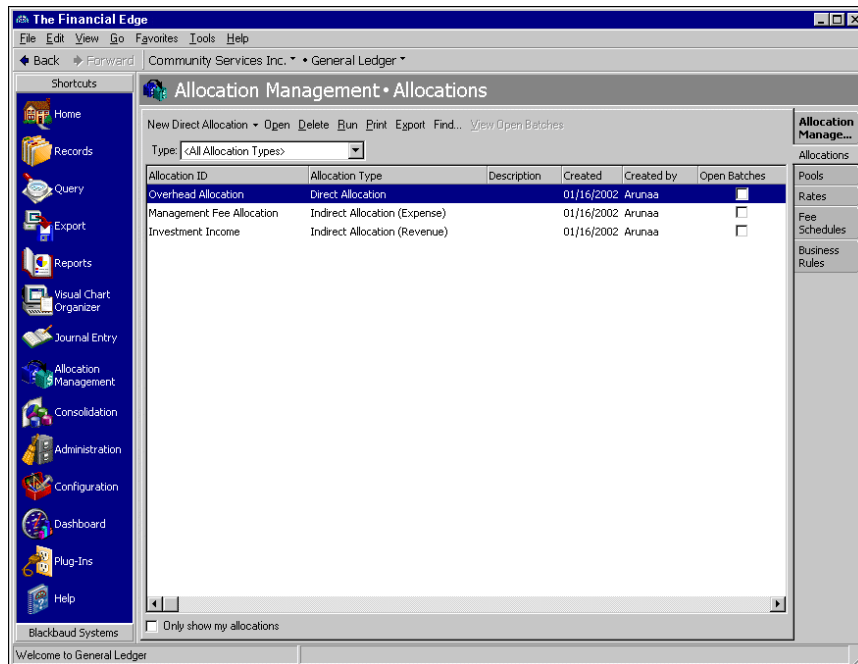 The Financial Edge
File Edit View Go Favorites Tools Help
Back Forward Community Services Inc. • General Ledger
Shortcuts
Home
Records
Query
Export
Reports
Visual Chart
Organizer
Journal Entry
Allocation
Management
Consolidation
Administration
Configuration
Dashboard
Plug-Ins
Help
Blackbaud Systems
Allocation Management • Allocations
New Direct Allocation Open Delete Run Print Export Find... View Open Batches
Type: <All Allocation Types>
Allocation ID Allocation Type Description Created Created by Open Batches
Overhead Allocation Direct Allocation 01/16/2002 Arunaa
Management Fee Allocation Indirect Allocation (Expense) 01/16/2002 Arunaa
Investment Income Indirect Allocation (Revenue) 01/16/2002 Arunaa
Only show my allocations
Allocation
Manage...
Allocations
Pools
Rates
Fee
Schedules
Business
Rules
Welcome to General Ledger